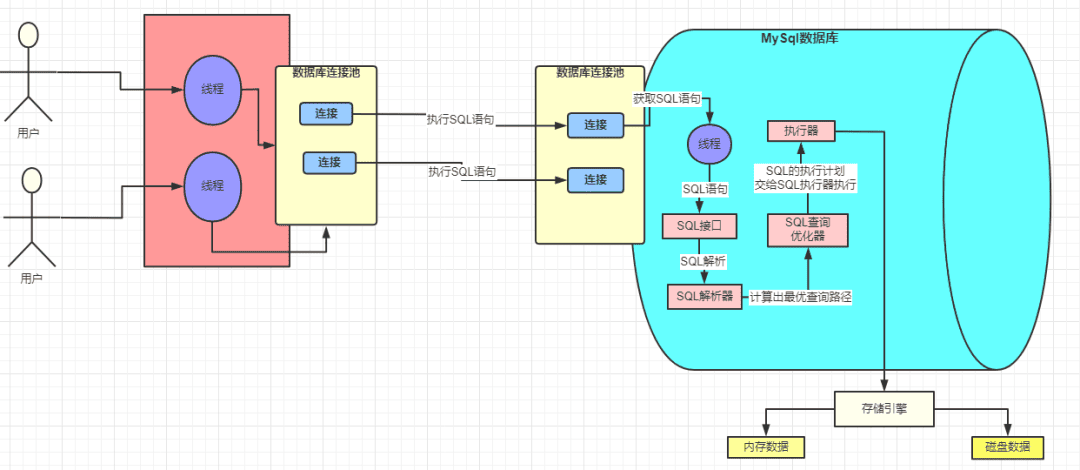 MySql数据库
数据库连接池
数据库连接池
用户
线程
连接
执行SQL语句
连接
获取SQL语句
线程
执行器
连接
执行SQL语句
连接
SQL的执行计划
交给SQL执行器执行
用户
线程
SQL语句
SQL接口
SQL查询
优化器
SQL解析
SQL解析器
计算出最优查询路径
存储引擎
内存数据
磁盘数据